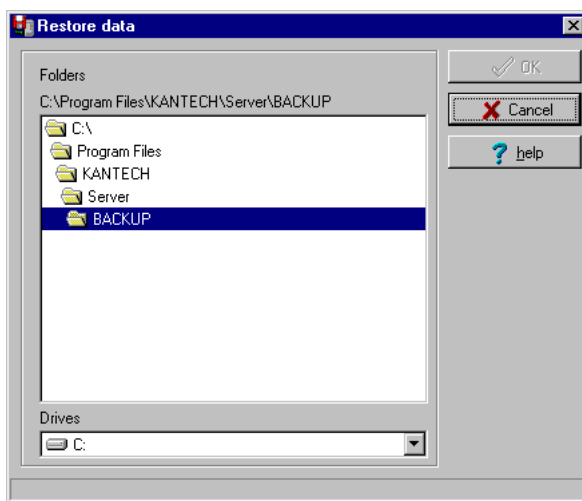 Restore data
Folders
C:\Program Files\KANTECH\Server\BACKUP
C:\
Program Files
KANTECH
Server
BACKUP
Drives
C:
OK
Cancel
help